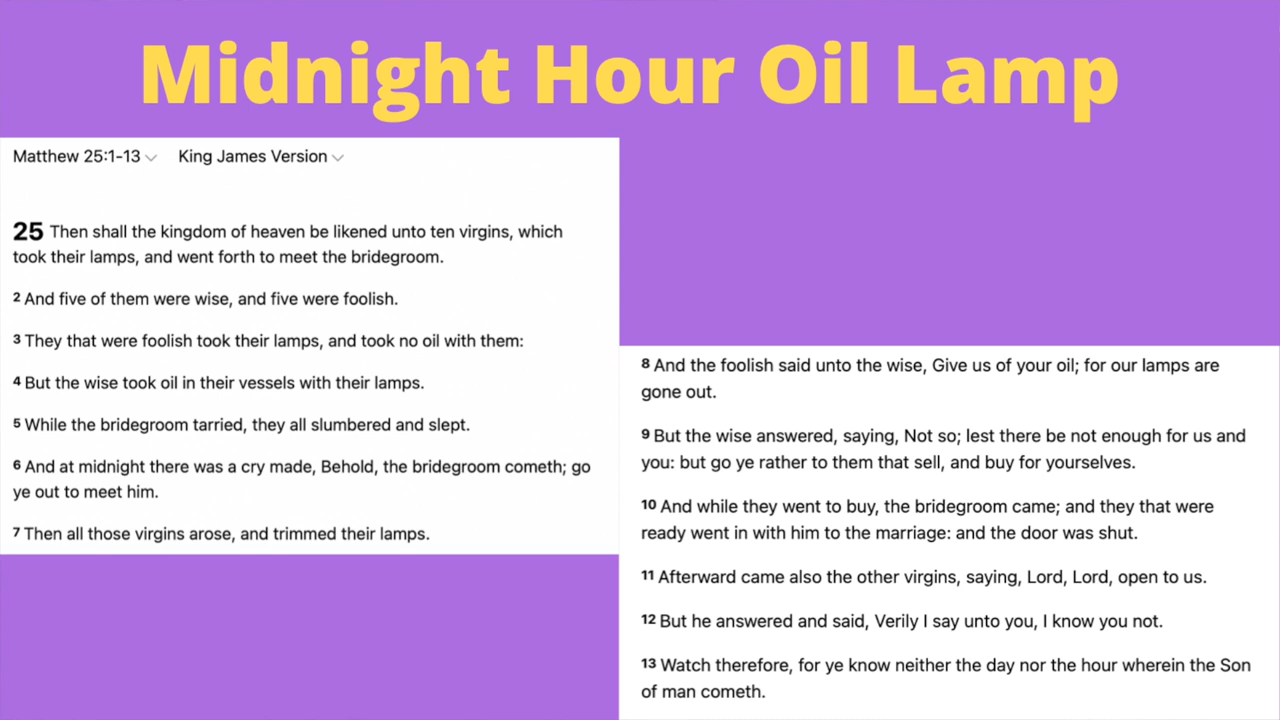 Midnight Hour Oil Lamp
Matthew 25:1-13 King James Version
25 Then shall the kingdom of heaven be likened unto ten virgins, which
took their lamps, and went forth to meet the bridegroom.
2 And five of them were wise, and five were foolish.
3 They that were foolish took their lamps, and took no oil with them:
4 But the wise took oil in their vessels with their lamps.
5 While the bridegroom tarried, they all slumbered and slept.
6 And at midnight there was a cry made, Behold, the bridegroom cometh; go
ye out to meet him.
7 Then all those virgins arose, and trimmed their lamps.
8 And the foolish said unto the wise, Give us of your oil; for our lamps are
gone out.
9 But the wise answered, saying, Not so; lest there be not enough for us and
you: but go ye rather to them that sell, and buy for yourselves.
10 And while they went to buy, the bridegroom came; and they that were
ready went in with him to the marriage: and the door was shut.
11 Afterward came also the other virgins, saying, Lord, Lord, open to us.
12 But he answered and said, Verily I say unto you, I know you not.
13 Watch therefore, for ye know neither the day nor the hour wherein the Son
of man cometh.